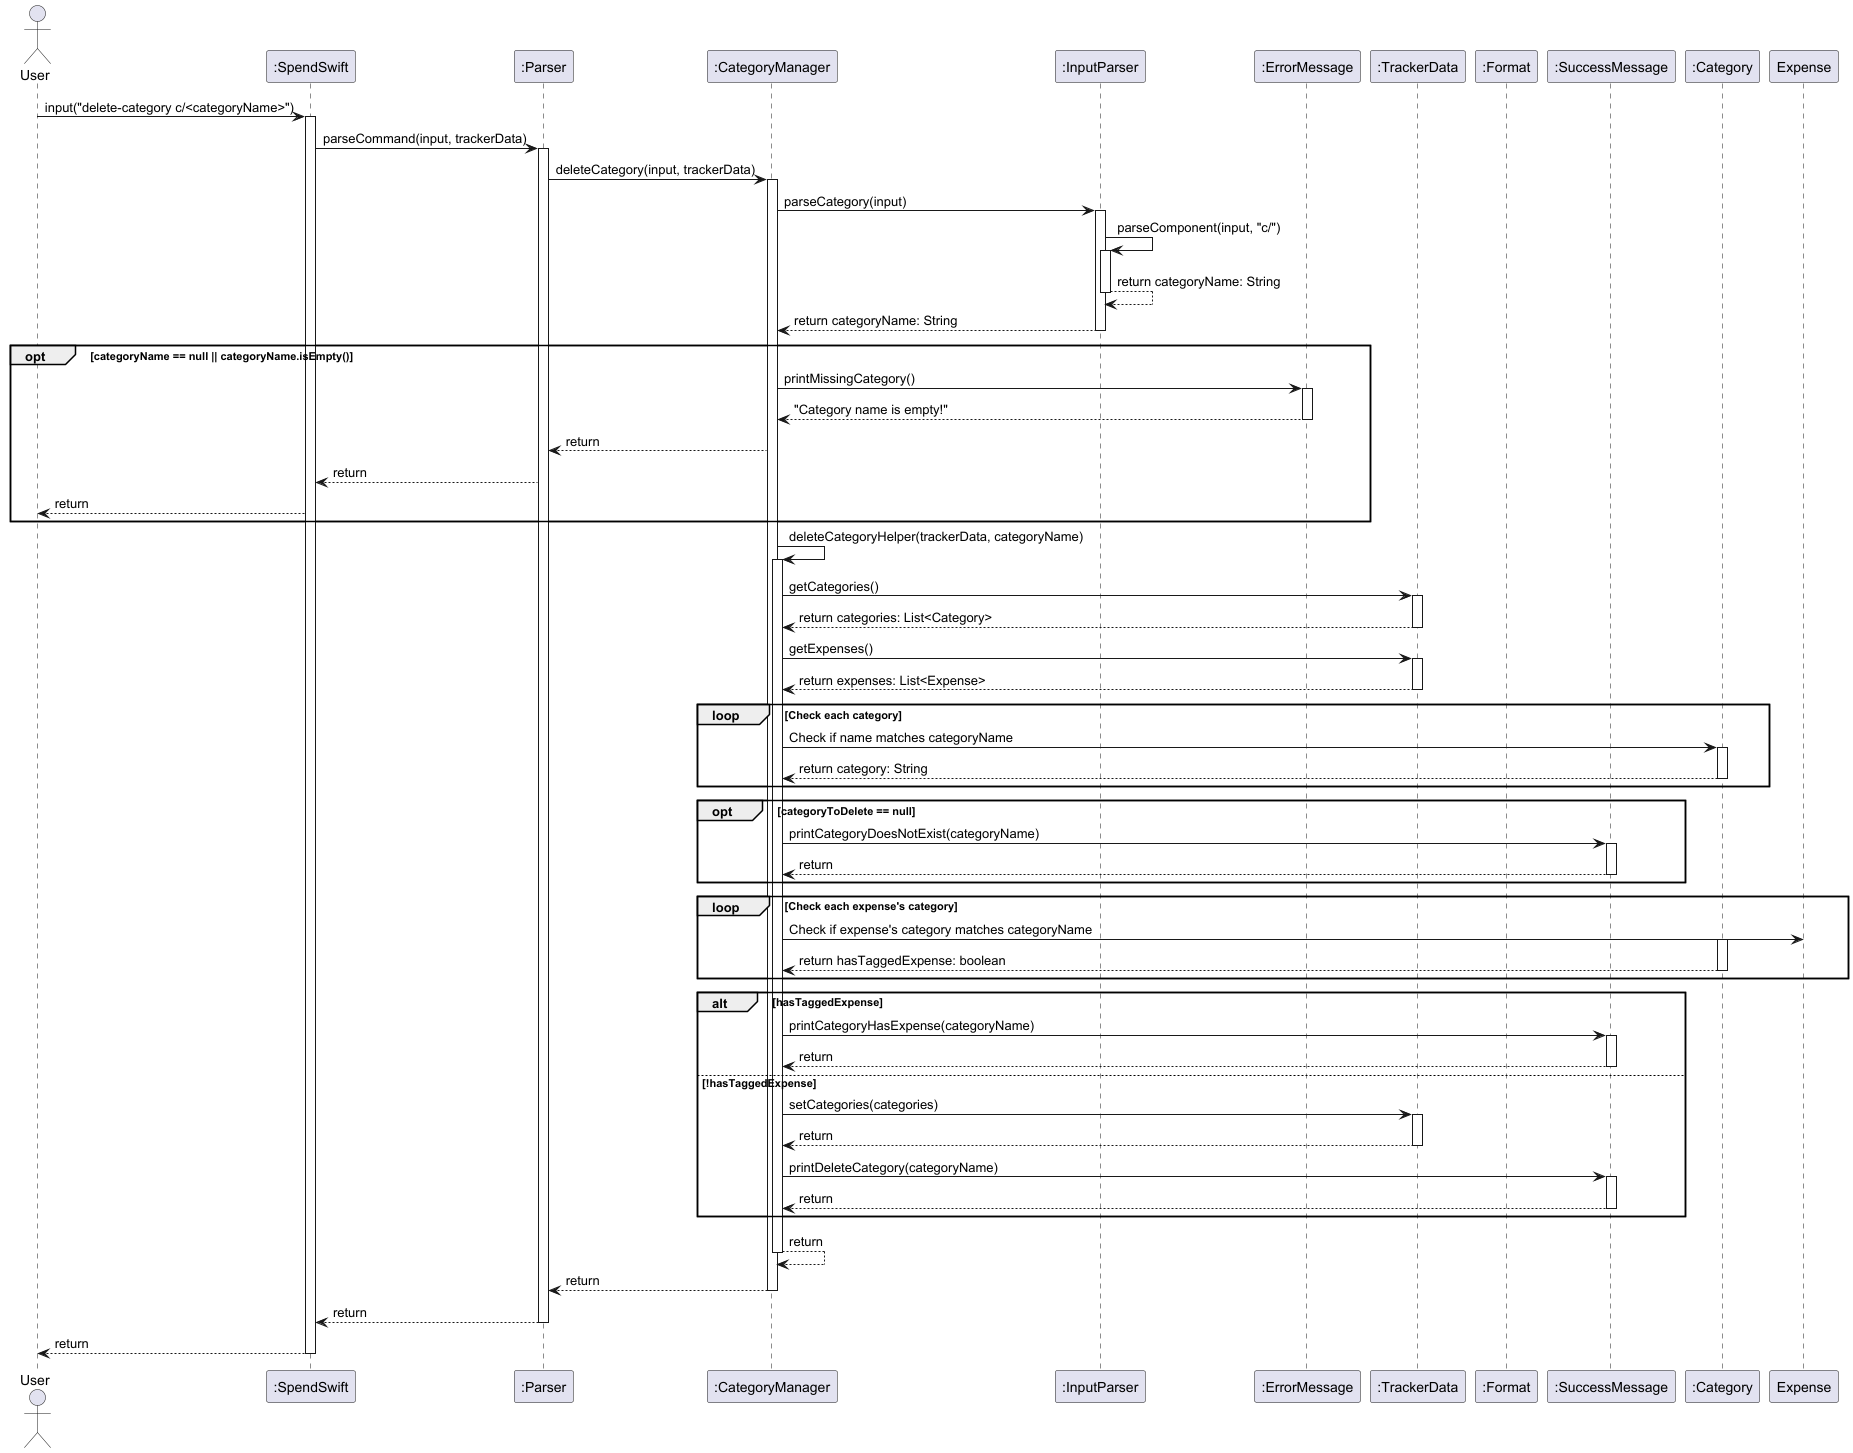 User
:SpendSwift
:Parser
:CategoryManager
:InputParser
:ErrorMessage
:TrackerData
:Format
:SuccessMessage
:Category
Expense
input("delete-category c/<categoryName>")
parseCommand(input, trackerData)
deleteCategory(input, trackerData)
parseCategory(input)
parseComponent(input, "c/")
return categoryName: String
return categoryName: String
opt
[categoryName == null || categoryName.isEmpty()]
printMissingCategory()
"Category name is empty!"
return
return
return
deleteCategoryHelper(trackerData, categoryName)
getCategories()
return categories: List<Category>
getExpenses()
return expenses: List<Expense>
loop
[Check each category]
Check if name matches categoryName
return category: String
opt
[categoryToDelete == null]
printCategoryDoesNotExist(categoryName)
return
loop
[Check each expense's category]
Check if expense's category matches categoryName
return hasTaggedExpense: boolean
alt
[hasTaggedExpense]
printCategoryHasExpense(categoryName)
return
[!hasTaggedExpense]
setCategories(categories)
return
printDeleteCategory(categoryName)
return
return
return
return
return
User
:SpendSwift
:Parser
:CategoryManager
:InputParser
:ErrorMessage
:TrackerData
:Format
:SuccessMessage
:Category
Expense